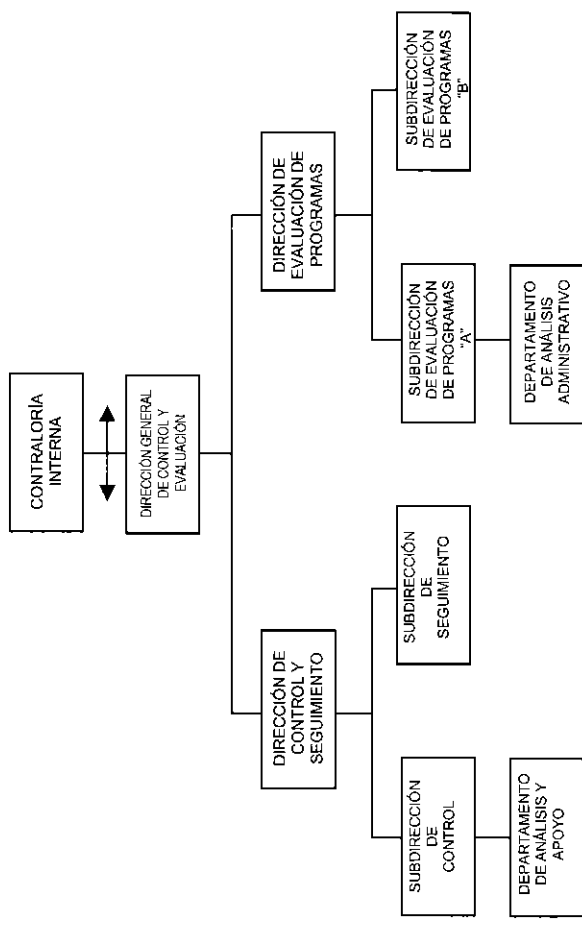 CONTRALORÍA
INTERNA
DIRECCIÓN GENERAL
DE CONTROL Y
EVALUACIÓN
DIRECCIÓN DE
CONTROL Y
SEGUIMIENTO
DIRECCIÓN DE
EVALUACIÓN DE
PROGRAMAS
SUBDIRECCIÓN
DE
CONTROL
SUBDIRECCIÓN
DE
SEGUIMIENTO
SUBDIRECCIÓN
DE EVALUACIÓN
DE PROGRAMAS
"A"
SUBDIRECCIÓN
DE EVALUACIÓN
DE PROGRAMAS
"B"
DEPARTAMENTO
DE ANÁLISIS Y
APOYO
DEPARTAMENTO
DE ANÁLISIS
ADMINISTRATIVO